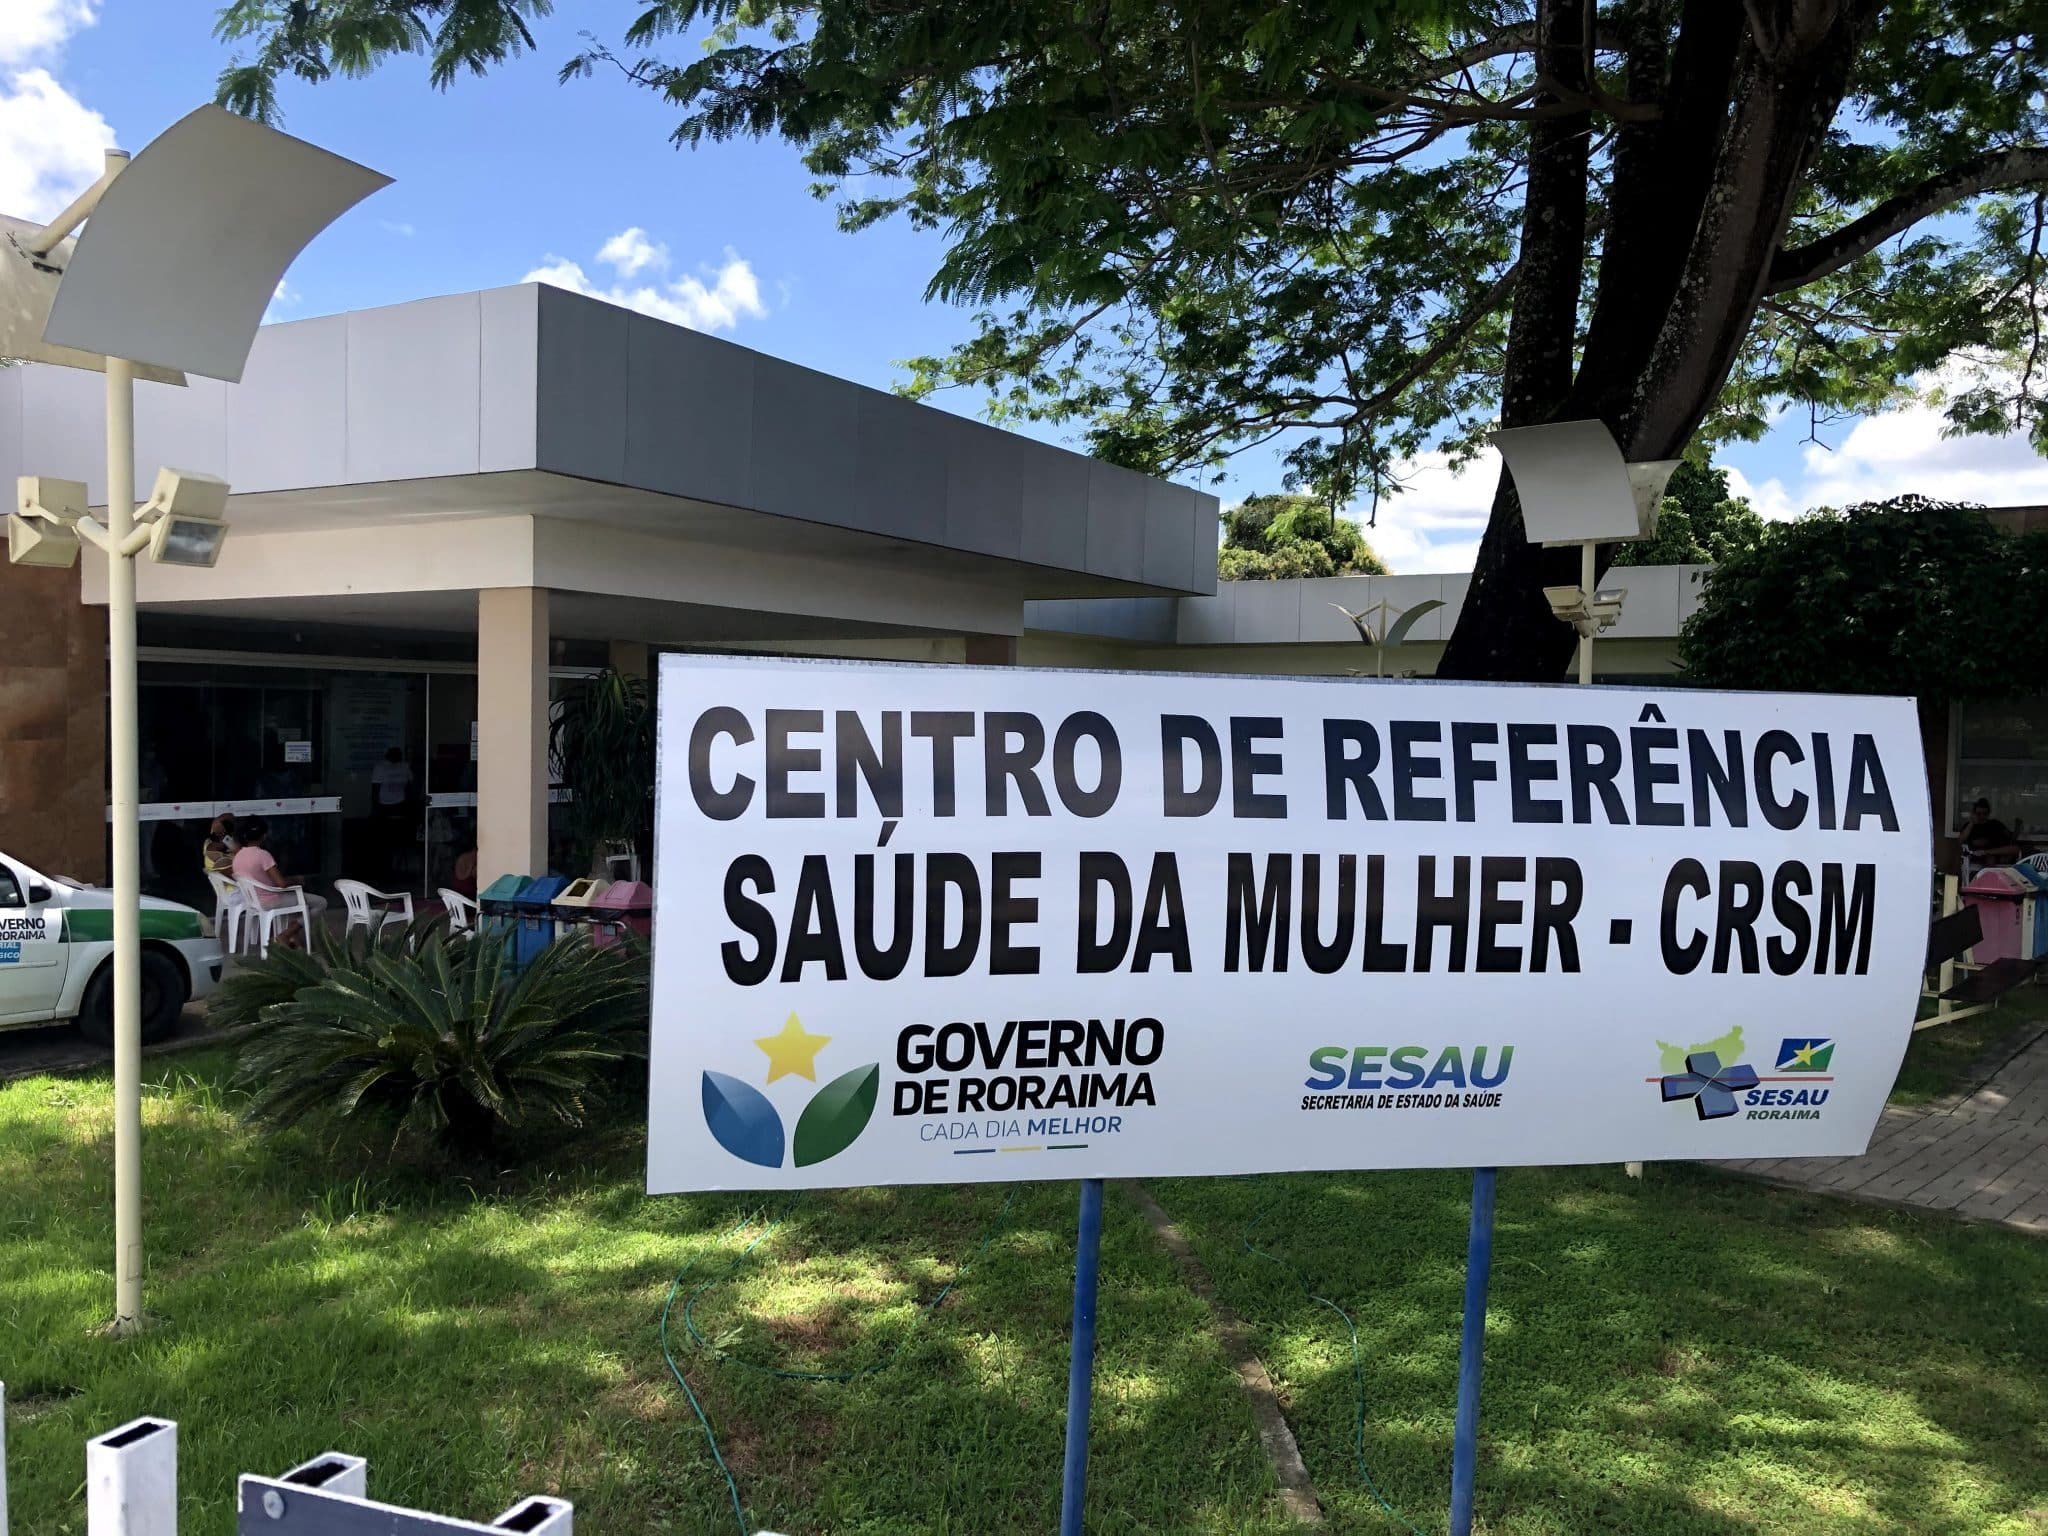 CENTRO DE REFERÊNCIA
SAÚDE DA MULHER - CRSM
GOVERNO
DE RORAIMA
CADA DIA MELHOR
SESAU
SECRETARIA DE ESTADO DA SAÚDE
SESAU
RORAIMA
VERNO
RORAIMA